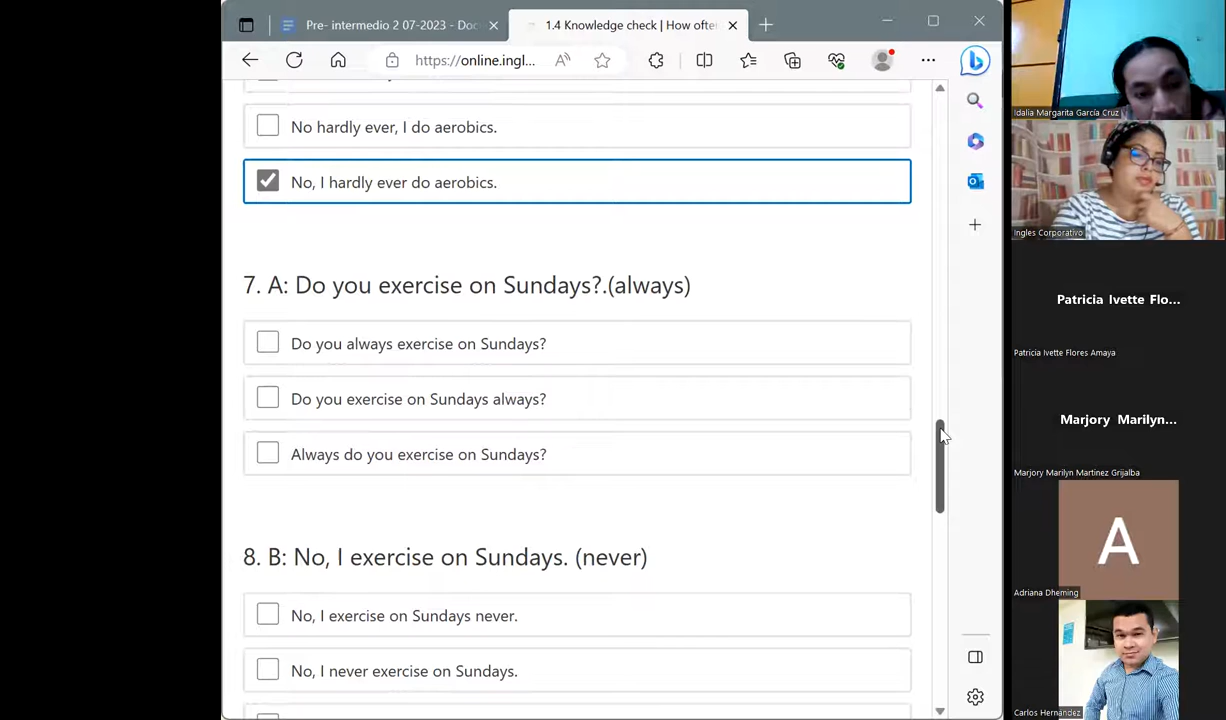 Pre- intermedio 2 07-2023 - Doc
1.4 Knowledge check | How ofte
https://online.ingl...
No hardly ever, I do aerobics.
No, I hardly ever do aerobics.
7. A: Do you exercise on Sundays?.(always)
Do you always exercise on Sundays?
Do you exercise on Sundays always?
Always do you exercise on Sundays?
8. B: No, I exercise on Sundays. (never)
No, I exercise on Sundays never.
No, I never exercise on Sundays.
Idalia Margarita García Cruz
Ingles Corporativo
Patricia Ivette Flo...
Patricia Ivette Flores Amaya
Marjory Marilyn...
Marjory Marilyn Martinez Grijalba
A
Adriana Dheming
Carlos Hernández